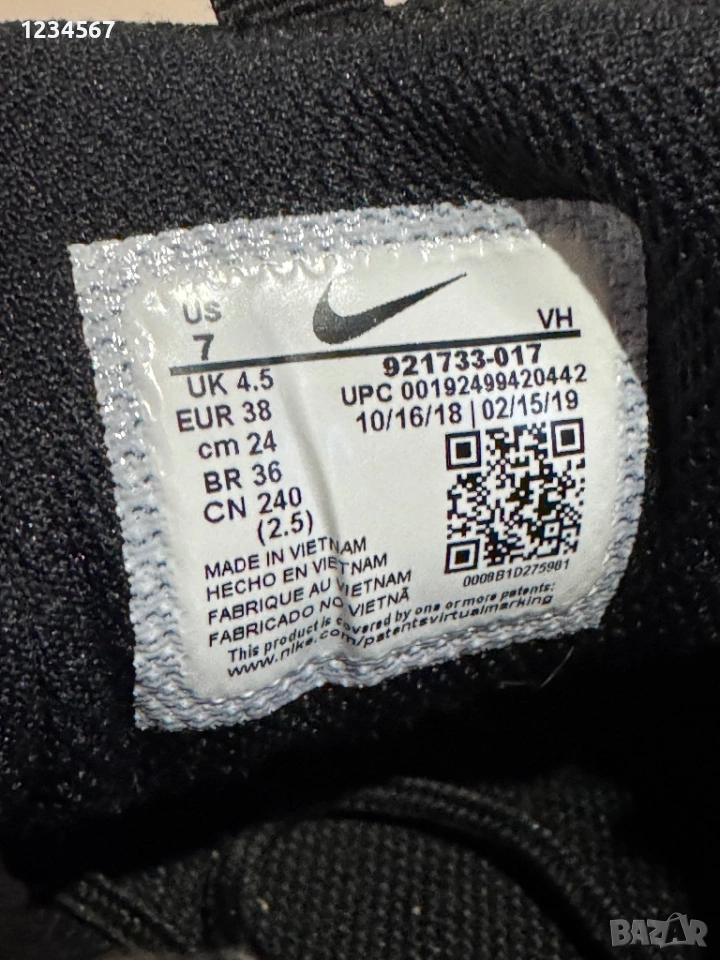 1234567
US
7
VH
921733-017
UPC 00192499420442
10/16/18 | 02/15/19
UK 4.5
EUR 38
cm 24
BR 36
CN 240
(2.5)
0009B1D275981
MADE IN VIETNAM
HECHO EN VIETNAM
FABRIQUE AU VIETNAM
FABRICADO NO VIETNÃ
This product is covered by one or more patents:
www.nike.com/patentsvirtualmarking
BAZAR